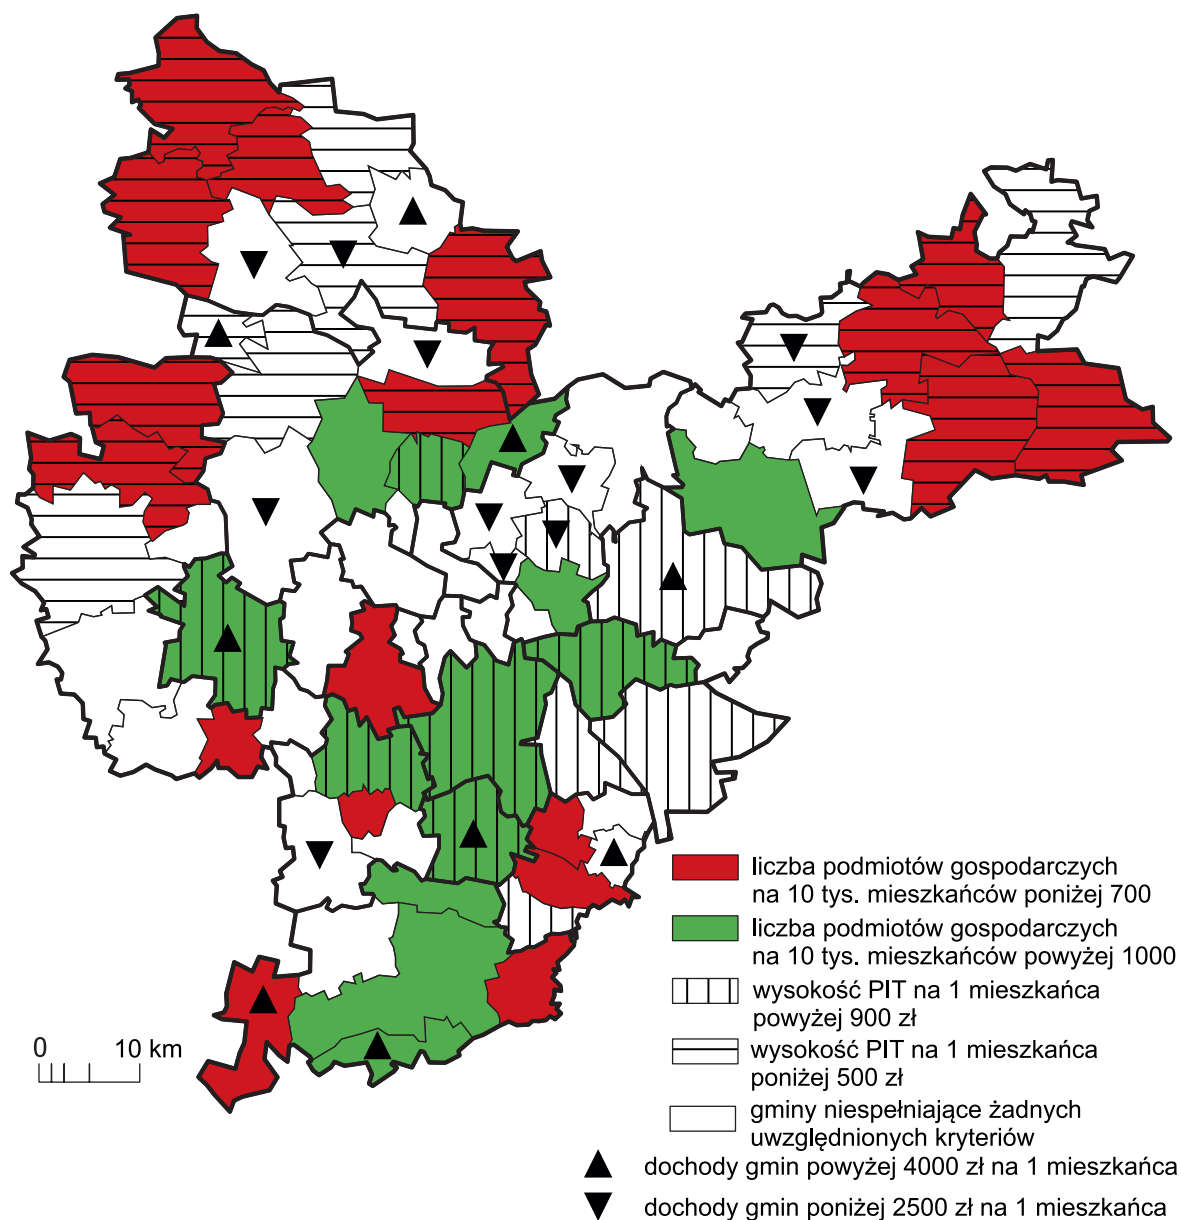 liczba podmiotów gospodarczych
na 10 tys. mieszkańców poniżej 700
liczba podmiotów gospodarczych
na 10 tys. mieszkańców powyżej 1000
wysokość PIT na 1 mieszkańca
powyżej 900 zł
wysokość PIT na 1 mieszkańca
poniżej 500 zł
gminy niespełniające żadnych
uwzględnionych kryteriów
dochody gmin powyżej 4000 zł na 1 mieszkańca
dochody gmin poniżej 2500 zł na 1 mieszkańca
0 10 km